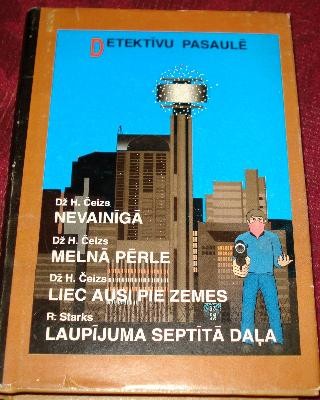 DETEKTĪVU PASAULĒ
Dž H. Čeizs
NEVAINĪGĀ
Dž H. Čeizs
MELNĀ PĒRLE
Dž H. Čeizs
LIEC AUSI PIE ZEMES
R. Starks
LAUPĪJUMA SEPTĪTĀ DAĻA